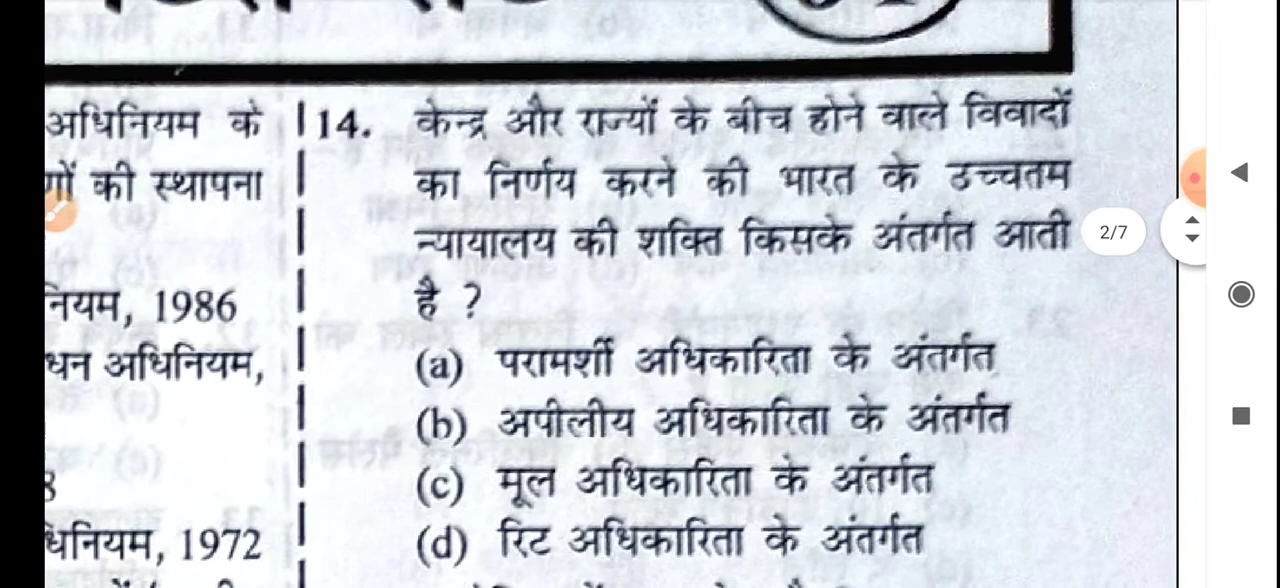 अधिनियम के
की स्थापना
नियम, 1986
धन अधिनियम,
धिनियम, 1972
14. केन्द्र और राज्यों के बीच होने वाले विवादों
का निर्णय करने की भारत के उच्चतम
न्यायालय की शक्ति किसके अंतर्गत आती
है ?
(a) परामर्शी अधिकारिता के अंतर्गत
(b) अपीलीय अधिकारिता के अंतर्गत
(c) मूल अधिकारिता के अंतर्गत
(d) रिट अधिकारिता के अंतर्गत
2/7